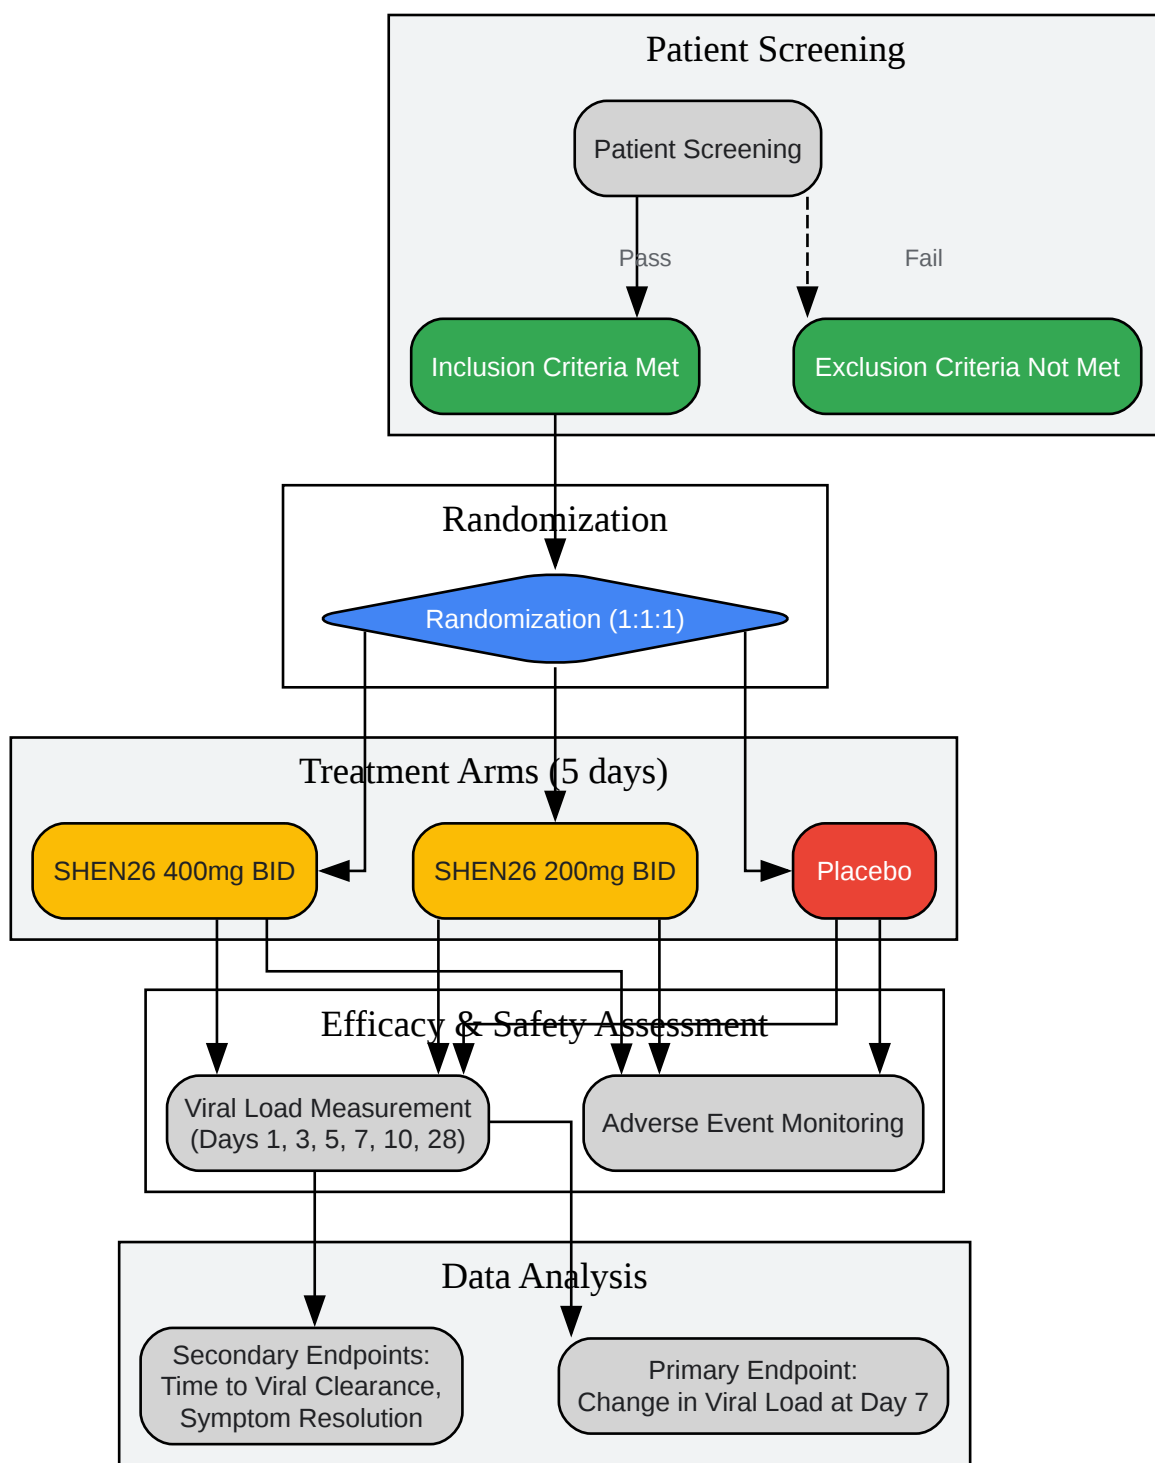 Patient Screening
Patient Screening
Pass
Fail
Inclusion Criteria Met
Exclusion Criteria Not Met
Randomization
Randomization (1:1:1)
Treatment Arms (5 days)
SHEN26 400mg BID
SHEN26 200mg BID
Placebo
Efficacy & Safety Assessment
Viral Load Measurement
(Days 1, 3, 5, 7, 10, 28)
Adverse Event Monitoring
Data Analysis
Secondary Endpoints:
Time to Viral Clearance,
Symptom Resolution
Primary Endpoint:
Change in Viral Load at Day 7